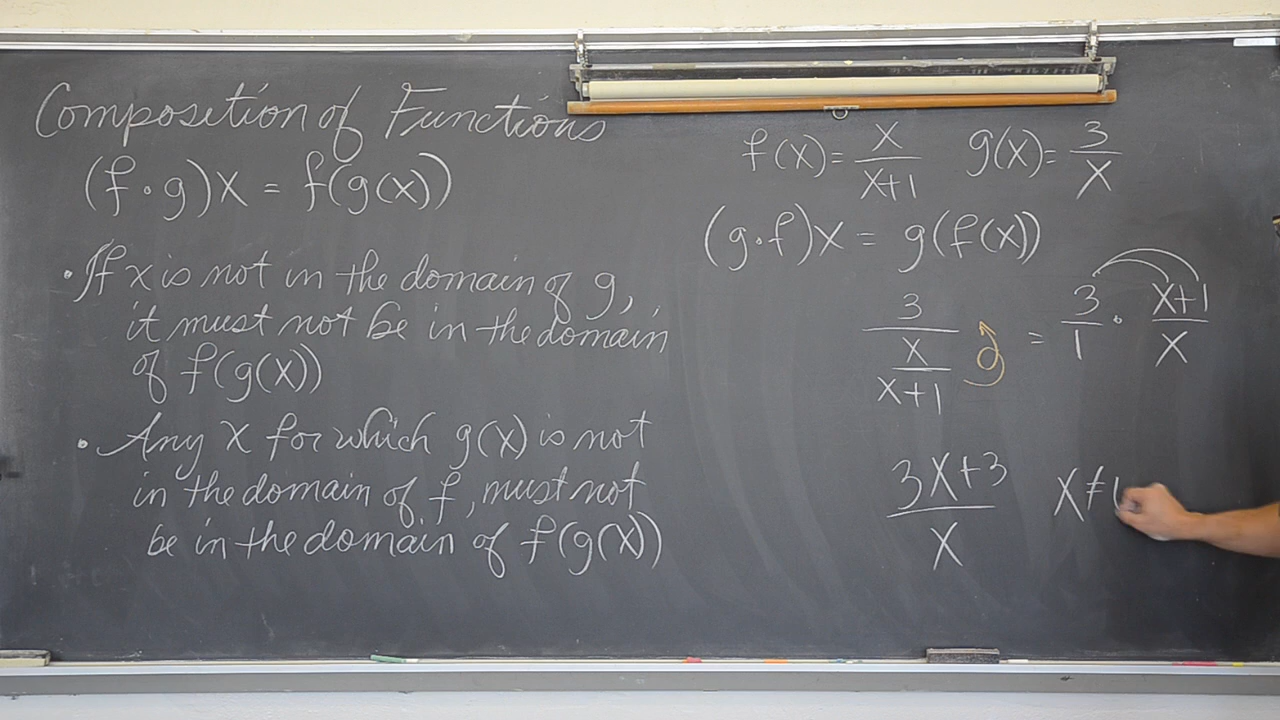 Composition of Functions
(f · g)x = f(g(x))
· If x is not in the domain of g,
it must not be in the domain
of f(g(x))
· Any x for which g(x) is not
in the domain of f, must not
be in the domain of f(g(x))
f(x) = x/(x+1)   g(x) = 3/x
(g · f)x = g(f(x))
3/(x/(x+1)) = 3/1 · (x+1)/x
(3x+3)/x   x ≠